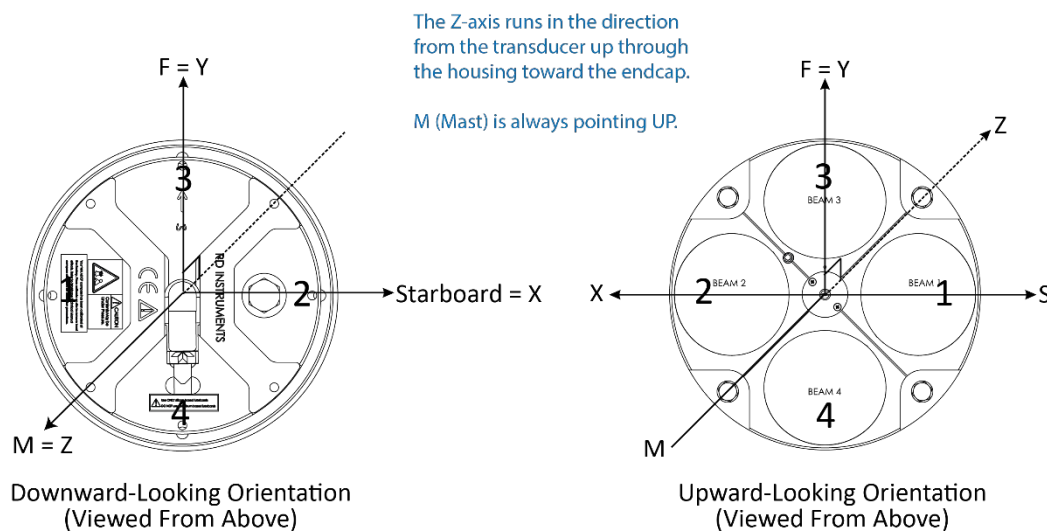 The Z-axis runs in the direction
from the transducer up through
the housing toward the endcap.
M (Mast) is always pointing UP.
F = Y
3
1
2
4
RD INSTRUMENTS
CE
CAUTION
Starboard = X
M = Z
Downward-Looking Orientation
(Viewed From Above)
F = Y
Z
3
BEAM 3
X
2
BEAM 2
BEAM
1
S
BEAM 4
4
M
Upward-Looking Orientation
(Viewed From Above)